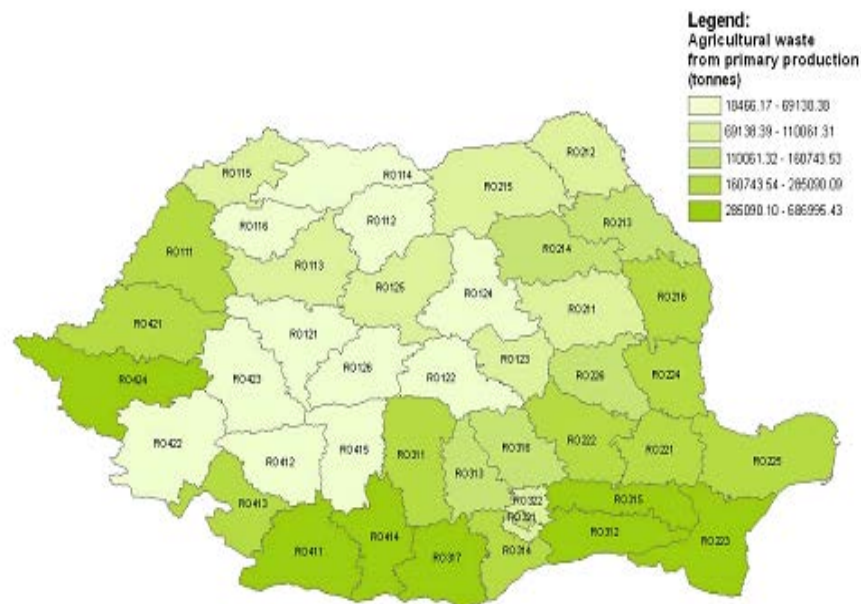 Legend:
Agricultural waste
from primary production
(tonnes)
18466.17 - 69138.38
69138.39 - 110061.31
110061.32 - 160743.53
160743.54 - 285090.09
285090.10 - 686995.43
RO212
RO115
RO114
RO215
RO112
RO116
RO213
RO214
RO111
RO113
RO125
RO124
RO216
RO211
RO421
RO121
RO123
RO126
RO122
RO424
RO423
RO226
RO224
RO422
RO415
RO311
RO316
RO222
RO221
RO412
RO313
RO225
RO413
RO322
RO315
RO414
RO312
RO223
RO411
RO317
RO314